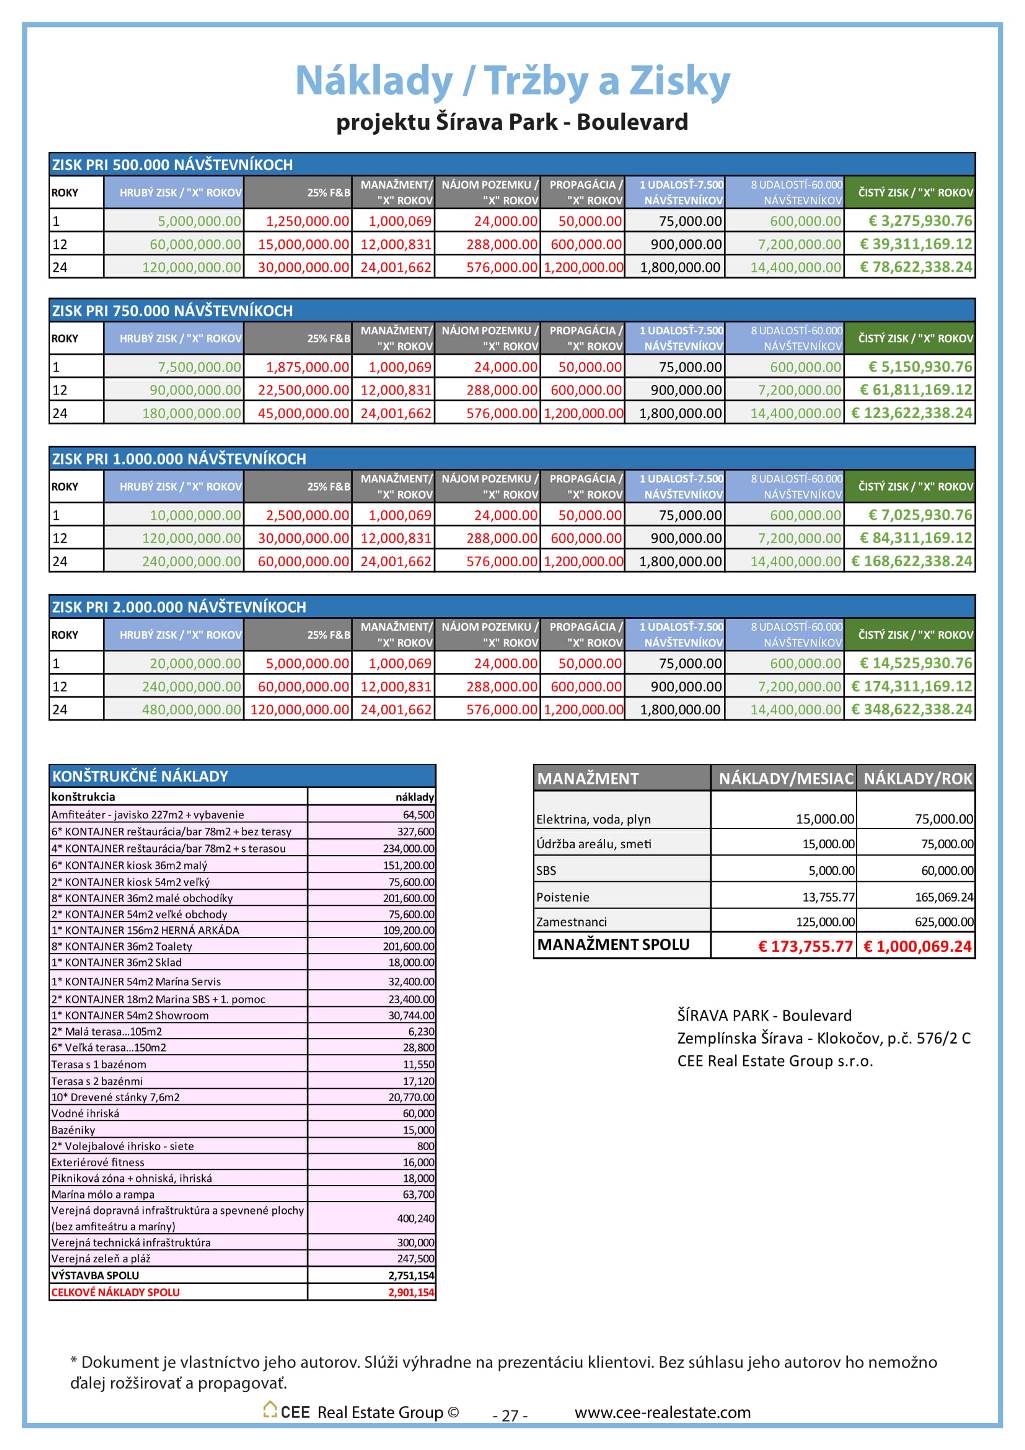 Náklady / Tržby a Zisky
projektu Šírava Park - Boulevard
ZISK PRI 500.000 NÁVŠTEVNÍKOCH
ROKY HRUBÝ ZISK / "X" ROKOV 25% F&B MANAŽMENT/ "X" ROKOV NÁJOM POZEMKU / "X" ROKOV PROPAGÁCIA / "X" ROKOV 1 UDALOSŤ-7.500 NÁVŠTEVNÍKOV 8 UDALOSTÍ-60.000 NÁVŠTEVNÍKOV ČISTÝ ZISK / "X" ROKOV
1 5,000,000.00 1,250,000.00 1,000,069 24,000.00 50,000.00 75,000.00 600,000.00 € 3,275,930.76
12 60,000,000.00 15,000,000.00 12,000,831 288,000.00 600,000.00 900,000.00 7,200,000.00 € 39,311,169.12
24 120,000,000.00 30,000,000.00 24,001,662 576,000.00 1,200,000.00 1,800,000.00 14,400,000.00 € 78,622,338.24
ZISK PRI 750.000 NÁVŠTEVNÍKOCH
ROKY HRUBÝ ZISK / "X" ROKOV 25% F&B MANAŽMENT/ "X" ROKOV NÁJOM POZEMKU / "X" ROKOV PROPAGÁCIA / "X" ROKOV 1 UDALOSŤ-7.500 NÁVŠTEVNÍKOV 8 UDALOSTÍ-60.000 NÁVŠTEVNÍKOV ČISTÝ ZISK / "X" ROKOV
1 7,500,000.00 1,875,000.00 1,000,069 24,000.00 50,000.00 75,000.00 600,000.00 € 5,150,930.76
12 90,000,000.00 22,500,000.00 12,000,831 288,000.00 600,000.00 900,000.00 7,200,000.00 € 61,811,169.12
24 180,000,000.00 45,000,000.00 24,001,662 576,000.00 1,200,000.00 1,800,000.00 14,400,000.00 € 123,622,338.24
ZISK PRI 1.000.000 NÁVŠTEVNÍKOCH
ROKY HRUBÝ ZISK / "X" ROKOV 25% F&B MANAŽMENT/ "X" ROKOV NÁJOM POZEMKU / "X" ROKOV PROPAGÁCIA / "X" ROKOV 1 UDALOSŤ-7.500 NÁVŠTEVNÍKOV 8 UDALOSTÍ-60.000 NÁVŠTEVNÍKOV ČISTÝ ZISK / "X" ROKOV
1 10,000,000.00 2,500,000.00 1,000,069 24,000.00 50,000.00 75,000.00 600,000.00 € 7,025,930.76
12 120,000,000.00 30,000,000.00 12,000,831 288,000.00 600,000.00 900,000.00 7,200,000.00 € 84,311,169.12
24 240,000,000.00 60,000,000.00 24,001,662 576,000.00 1,200,000.00 1,800,000.00 14,400,000.00 € 168,622,338.24
ZISK PRI 2.000.000 NÁVŠTEVNÍKOCH
ROKY HRUBÝ ZISK / "X" ROKOV 25% F&B MANAŽMENT/ "X" ROKOV NÁJOM POZEMKU / "X" ROKOV PROPAGÁCIA / "X" ROKOV 1 UDALOSŤ-7.500 NÁVŠTEVNÍKOV 8 UDALOSTÍ-60.000 NÁVŠTEVNÍKOV ČISTÝ ZISK / "X" ROKOV
1 20,000,000.00 5,000,000.00 1,000,069 24,000.00 50,000.00 75,000.00 600,000.00 € 14,525,930.76
12 240,000,000.00 60,000,000.00 12,000,831 288,000.00 600,000.00 900,000.00 7,200,000.00 € 174,311,169.12
24 480,000,000.00 120,000,000.00 24,001,662 576,000.00 1,200,000.00 1,800,000.00 14,400,000.00 € 348,622,338.24
KONŠTRUKČNÉ NÁKLADY
konštrukcia náklady
Amfiteáter - javisko 227m2 + vybavenie 64,500
6* KONTAJNER reštaurácia/bar 78m2 + bez terasy 327,600
4* KONTAJNER reštaurácia/bar 78m2 + s terasou 234,000.00
6* KONTAJNER kiosk 36m2 malý 151,200.00
2* KONTAJNER kiosk 54m2 veľký 75,600.00
8* KONTAJNER 36m2 malé obchodíky 201,600.00
2* KONTAJNER 54m2 veľké obchody 75,600.00
1* KONTAJNER 156m2 HERNÁ ARKÁDA 109,200.00
8* KONTAJNER 36m2 Toalety 201,600.00
1* KONTAJNER 36m2 Sklad 18,000.00
1* KONTAJNER 54m2 Marína Servis 32,400.00
2* KONTAJNER 18m2 Marina SBS + 1. pomoc 23,400.00
1* KONTAJNER 54m2 Showroom 30,744.00
2* Malá terasa...105m2 6,230
6* Veľká terasa...150m2 28,800
Terasa s 1 bazénom 11,550
Terasa s 2 bazénmi 17,120
10* Drevené stánky 7,6m2 20,770.00
Vodné ihriská 60,000
Bazéniky 15,000
2* Volejbalové ihrisko - siete 800
Exteriérové fitness 16,000
Pikniková zóna + ohniská, ihriská 18,000
Marína mólo a rampa 63,700
Verejná dopravná infraštruktúra a spevnené plochy
(bez amfiteátru a maríny) 400,240
Verejná technická infraštruktúra 300,000
Verejná zeleň a pláž 247,500
VÝSTAVBA SPOLU 2,751,154
CELKOVÉ NÁKLADY SPOLU 2,901,154
MANAŽMENT NÁKLADY/MESIAC NÁKLADY/ROK
Elektrina, voda, plyn 15,000.00 75,000.00
Údržba areálu, smeti 15,000.00 75,000.00
SBS 5,000.00 60,000.00
Poistenie 13,755.77 165,069.24
Zamestnanci 125,000.00 625,000.00
MANAŽMENT SPOLU € 173,755.77 € 1,000,069.24
ŠÍRAVA PARK - Boulevard
Zemplínska Šírava - Klokočov, p.č. 576/2 C
CEE Real Estate Group s.r.o.
* Dokument je vlastníctvo jeho autorov. Slúži výhradne na prezentáciu klientovi. Bez súhlasu jeho autorov ho nemožno
ďalej rožširovať a propagovať.
CEE Real Estate Group © - 27 - www.cee-realestate.com